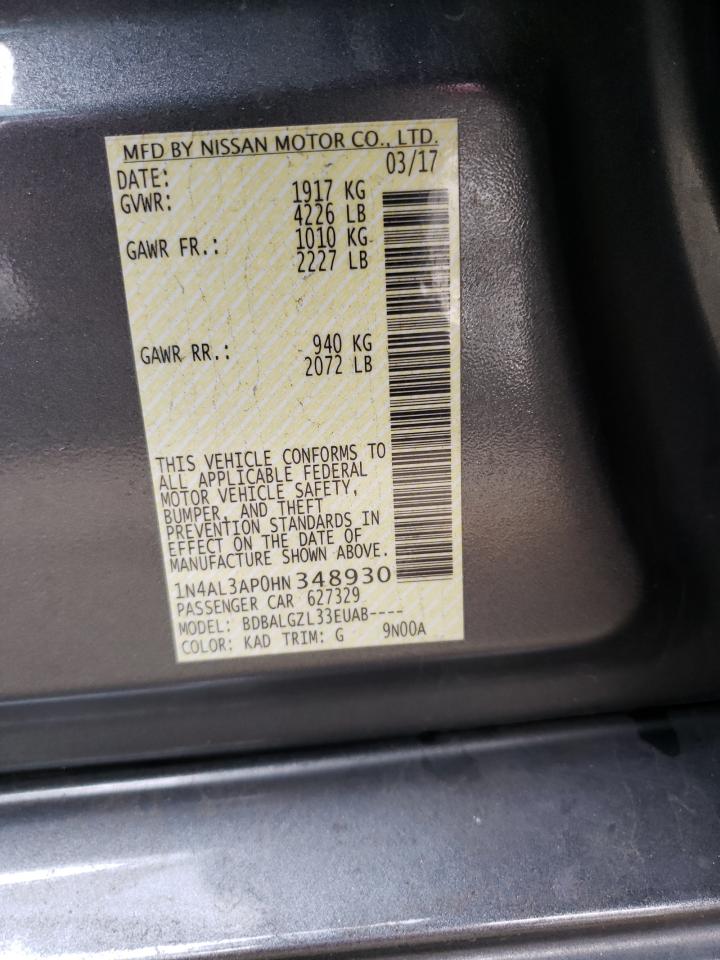 MFD BY NISSAN MOTOR CO., LTD.
DATE: 03/17
GVWR: 1917 KG
4226 LB
GAWR FR.: 1010 KG
2227 LB
GAWR RR.: 940 KG
2072 LB
THIS VEHICLE CONFORMS TO
ALL APPLICABLE FEDERAL
MOTOR VEHICLE SAFETY,
BUMPER, AND THEFT
PREVENTION STANDARDS IN
EFFECT ON THE DATE OF
MANUFACTURE SHOWN ABOVE.
1N4AL3AP0HN348930
PASSENGER CAR 627329
MODEL: BDBALGZL33EUAB----
COLOR: KAD TRIM: G 9N00A